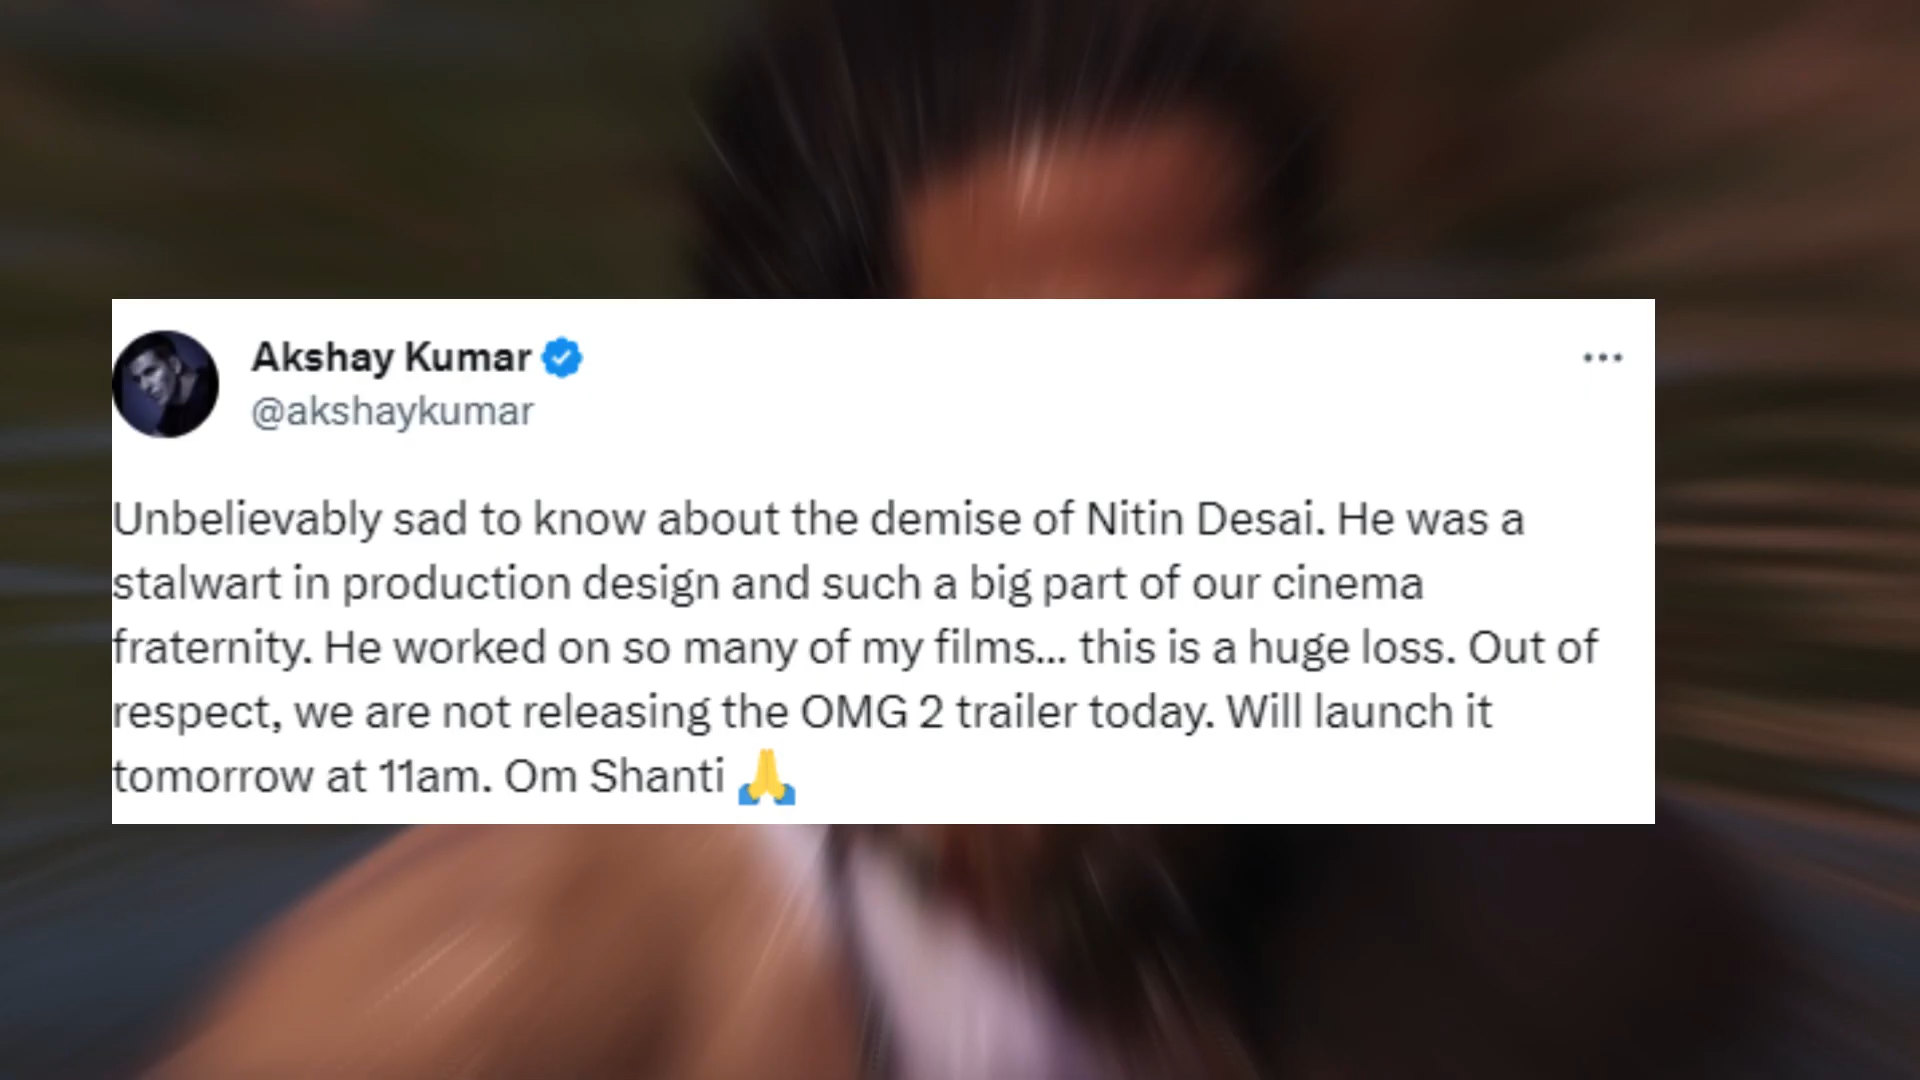 Akshay Kumar
@akshaykumar
Unbelievably sad to know about the demise of Nitin Desai. He was a
stalwart in production design and such a big part of our cinema
fraternity. He worked on so many of my films... this is a huge loss. Out of
respect, we are not releasing the OMG 2 trailer today. Will launch it
tomorrow at 11am. Om Shanti 🙏